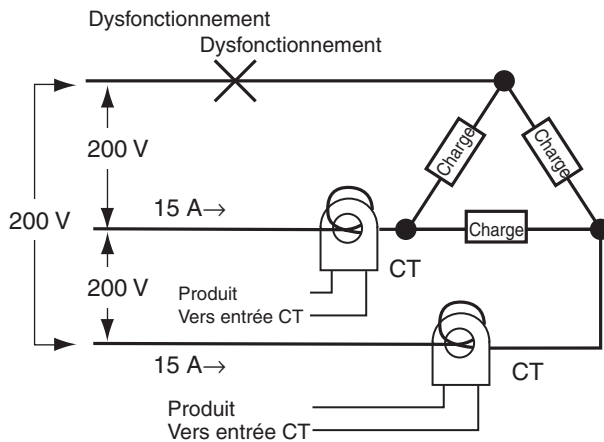 Dysfonctionnement
Dysfonctionnement
200 V
Charge
Charge
15 A→
200 V
Charge
CT
200 V
Produit
Vers entrée CT
15 A→
CT
Produit
Vers entrée CT